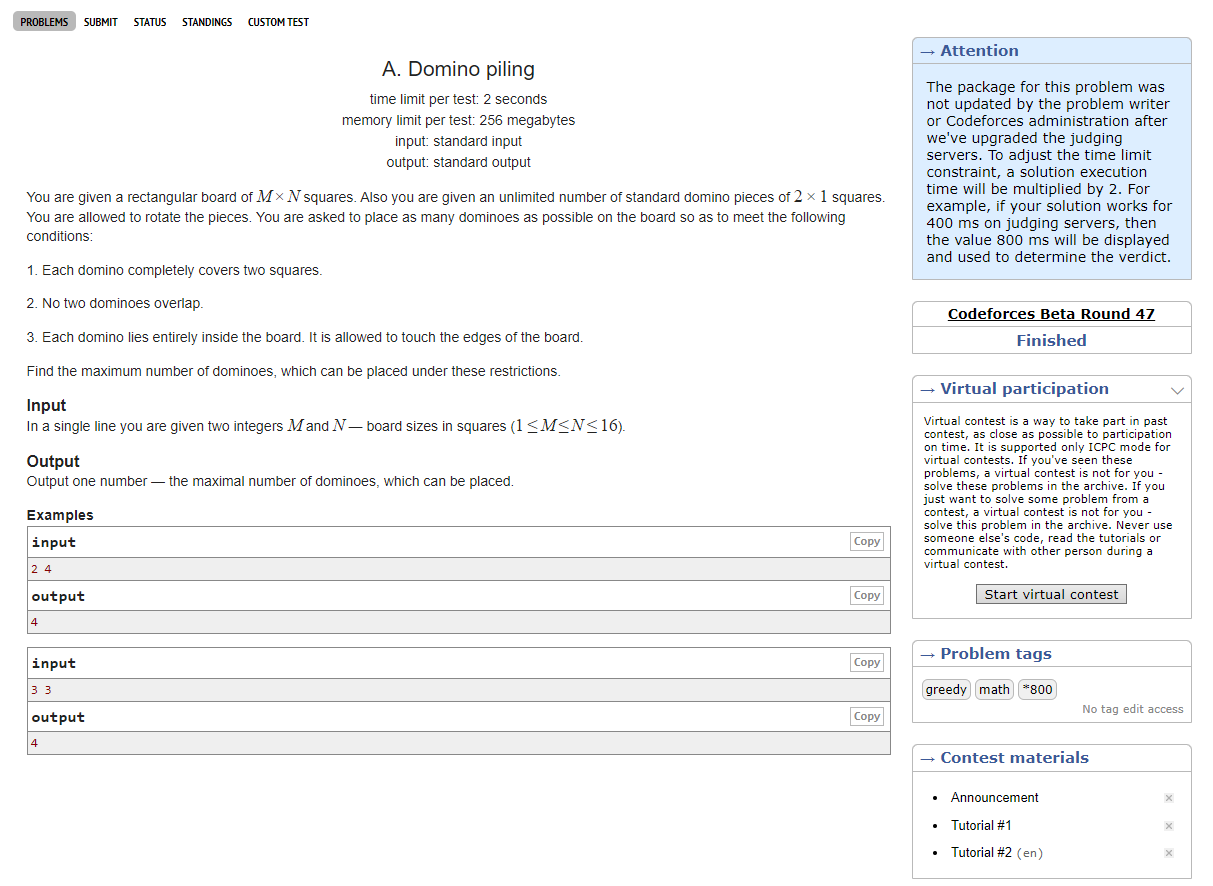 PROBLEMS SUBMIT STATUS STANDINGS CUSTOM TEST
A. Domino piling
time limit per test: 2 seconds
memory limit per test: 256 megabytes
input: standard input
output: standard output
You are given a rectangular board of M × N squares. Also you are given an unlimited number of standard domino pieces of 2 × 1 squares.
You are allowed to rotate the pieces. You are asked to place as many dominoes as possible on the board so as to meet the following
conditions:
1. Each domino completely covers two squares.
2. No two dominoes overlap.
3. Each domino lies entirely inside the board. It is allowed to touch the edges of the board.
Find the maximum number of dominoes, which can be placed under these restrictions.
Input
In a single line you are given two integers M and N — board sizes in squares (1 ≤ M ≤ N ≤ 16).
Output
Output one number — the maximal number of dominoes, which can be placed.
Examples
input Copy
2 4
output Copy
4
input Copy
3 3
output Copy
4
→ Attention
The package for this problem was
not updated by the problem writer
or Codeforces administration after
we've upgraded the judging
servers. To adjust the time limit
constraint, a solution execution
time will be multiplied by 2. For
example, if your solution works for
400 ms on judging servers, then
the value 800 ms will be displayed
and used to determine the verdict.
Codeforces Beta Round 47
Finished
→ Virtual participation
Virtual contest is a way to take part in past
contest, as close as possible to participation
on time. It is supported only ICPC mode for
virtual contests. If you've seen these
problems, a virtual contest is not for you -
solve these problems in the archive. If you
just want to solve some problem from a
contest, a virtual contest is not for you -
solve this problem in the archive. Never use
someone else's code, read the tutorials or
communicate with other person during a
virtual contest.
Start virtual contest
→ Problem tags
greedy math *800
No tag edit access
→ Contest materials
• Announcement
• Tutorial #1
• Tutorial #2 (en)